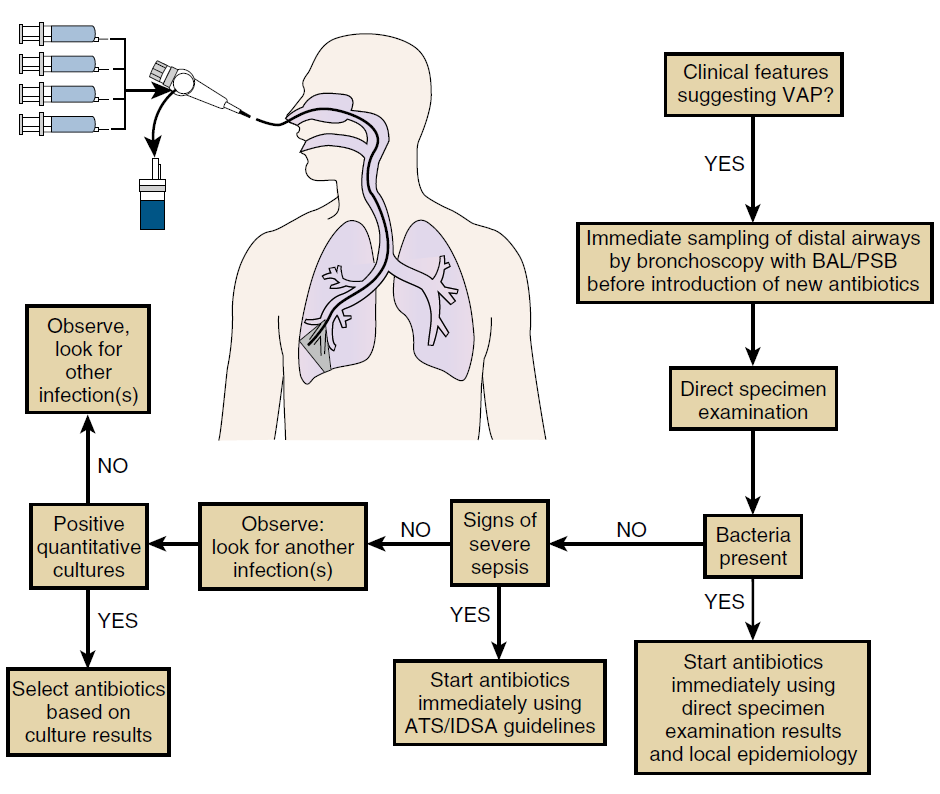 Clinical features
suggesting VAP?
YES
Immediate sampling of distal airways
by bronchoscopy with BAL/PSB
before introduction of new antibiotics
Direct specimen
examination
Bacteria
present
YES
Start antibiotics
immediately using
direct specimen
examination results
and local epidemiology
NO
Signs of
severe
sepsis
YES
Start antibiotics
immediately using
ATS/IDSA guidelines
NO
Observe:
look for another
infection(s)
Positive
quantitative
cultures
NO
Observe,
look for
other
infection(s)
YES
Select antibiotics
based on
culture results